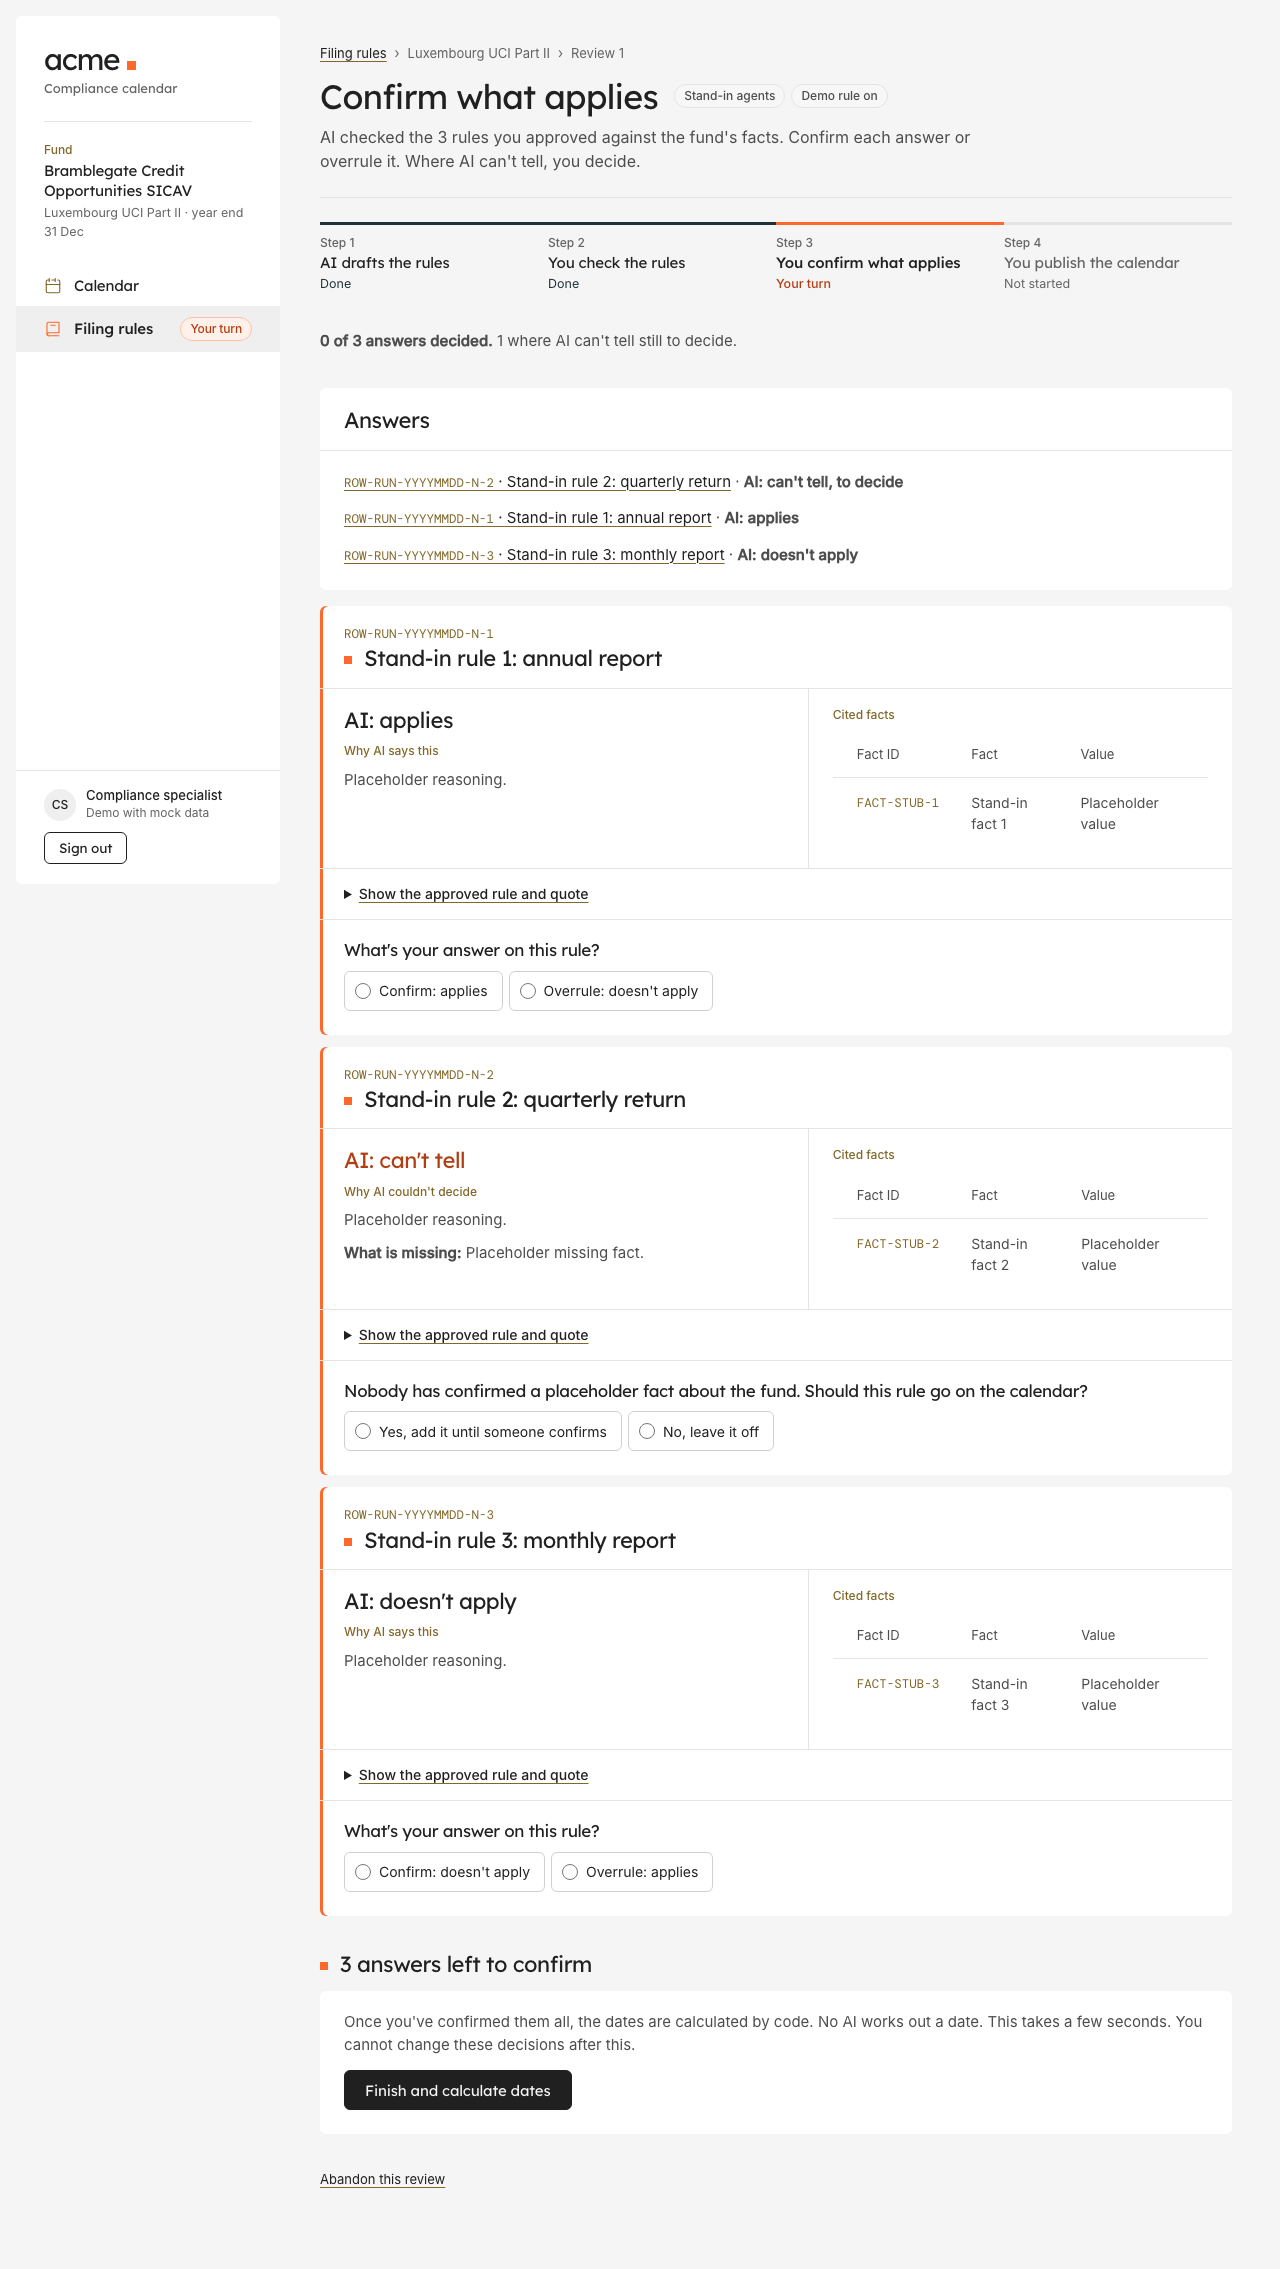 acme
Compliance calendar
Fund
Bramblegate Credit
Opportunities SICAV
Luxembourg UCI Part II · year end
31 Dec
Calendar
Filing rules
Your turn
CS
Compliance specialist
Demo with mock data
Sign out
Filing rules › Luxembourg UCI Part II › Review 1
Confirm what applies
Stand-in agents
Demo rule on
AI checked the 3 rules you approved against the fund's facts. Confirm each answer or
overrule it. Where AI can't tell, you decide.
Step 1
AI drafts the rules
Done
Step 2
You check the rules
Done
Step 3
You confirm what applies
Your turn
Step 4
You publish the calendar
Not started
0 of 3 answers decided. 1 where AI can't tell still to decide.
Answers
ROW-RUN-YYYYMMDD-N-2 · Stand-in rule 2: quarterly return · AI: can't tell, to decide
ROW-RUN-YYYYMMDD-N-1 · Stand-in rule 1: annual report · AI: applies
ROW-RUN-YYYYMMDD-N-3 · Stand-in rule 3: monthly report · AI: doesn't apply
ROW-RUN-YYYYMMDD-N-1
Stand-in rule 1: annual report
AI: applies
Why AI says this
Placeholder reasoning.
Cited facts
Fact ID Fact Value
FACT-STUB-1 Stand-in Placeholder
fact 1 value
Show the approved rule and quote
What's your answer on this rule?
Confirm: applies
Overrule: doesn't apply
ROW-RUN-YYYYMMDD-N-2
Stand-in rule 2: quarterly return
AI: can't tell
Why AI couldn't decide
Placeholder reasoning.
What is missing: Placeholder missing fact.
Cited facts
Fact ID Fact Value
FACT-STUB-2 Stand-in Placeholder
fact 2 value
Show the approved rule and quote
Nobody has confirmed a placeholder fact about the fund. Should this rule go on the calendar?
Yes, add it until someone confirms
No, leave it off
ROW-RUN-YYYYMMDD-N-3
Stand-in rule 3: monthly report
AI: doesn't apply
Why AI says this
Placeholder reasoning.
Cited facts
Fact ID Fact Value
FACT-STUB-3 Stand-in Placeholder
fact 3 value
Show the approved rule and quote
What's your answer on this rule?
Confirm: doesn't apply
Overrule: applies
3 answers left to confirm
Once you've confirmed them all, the dates are calculated by code. No AI works out a date. This takes a few seconds. You
cannot change these decisions after this.
Finish and calculate dates
Abandon this review